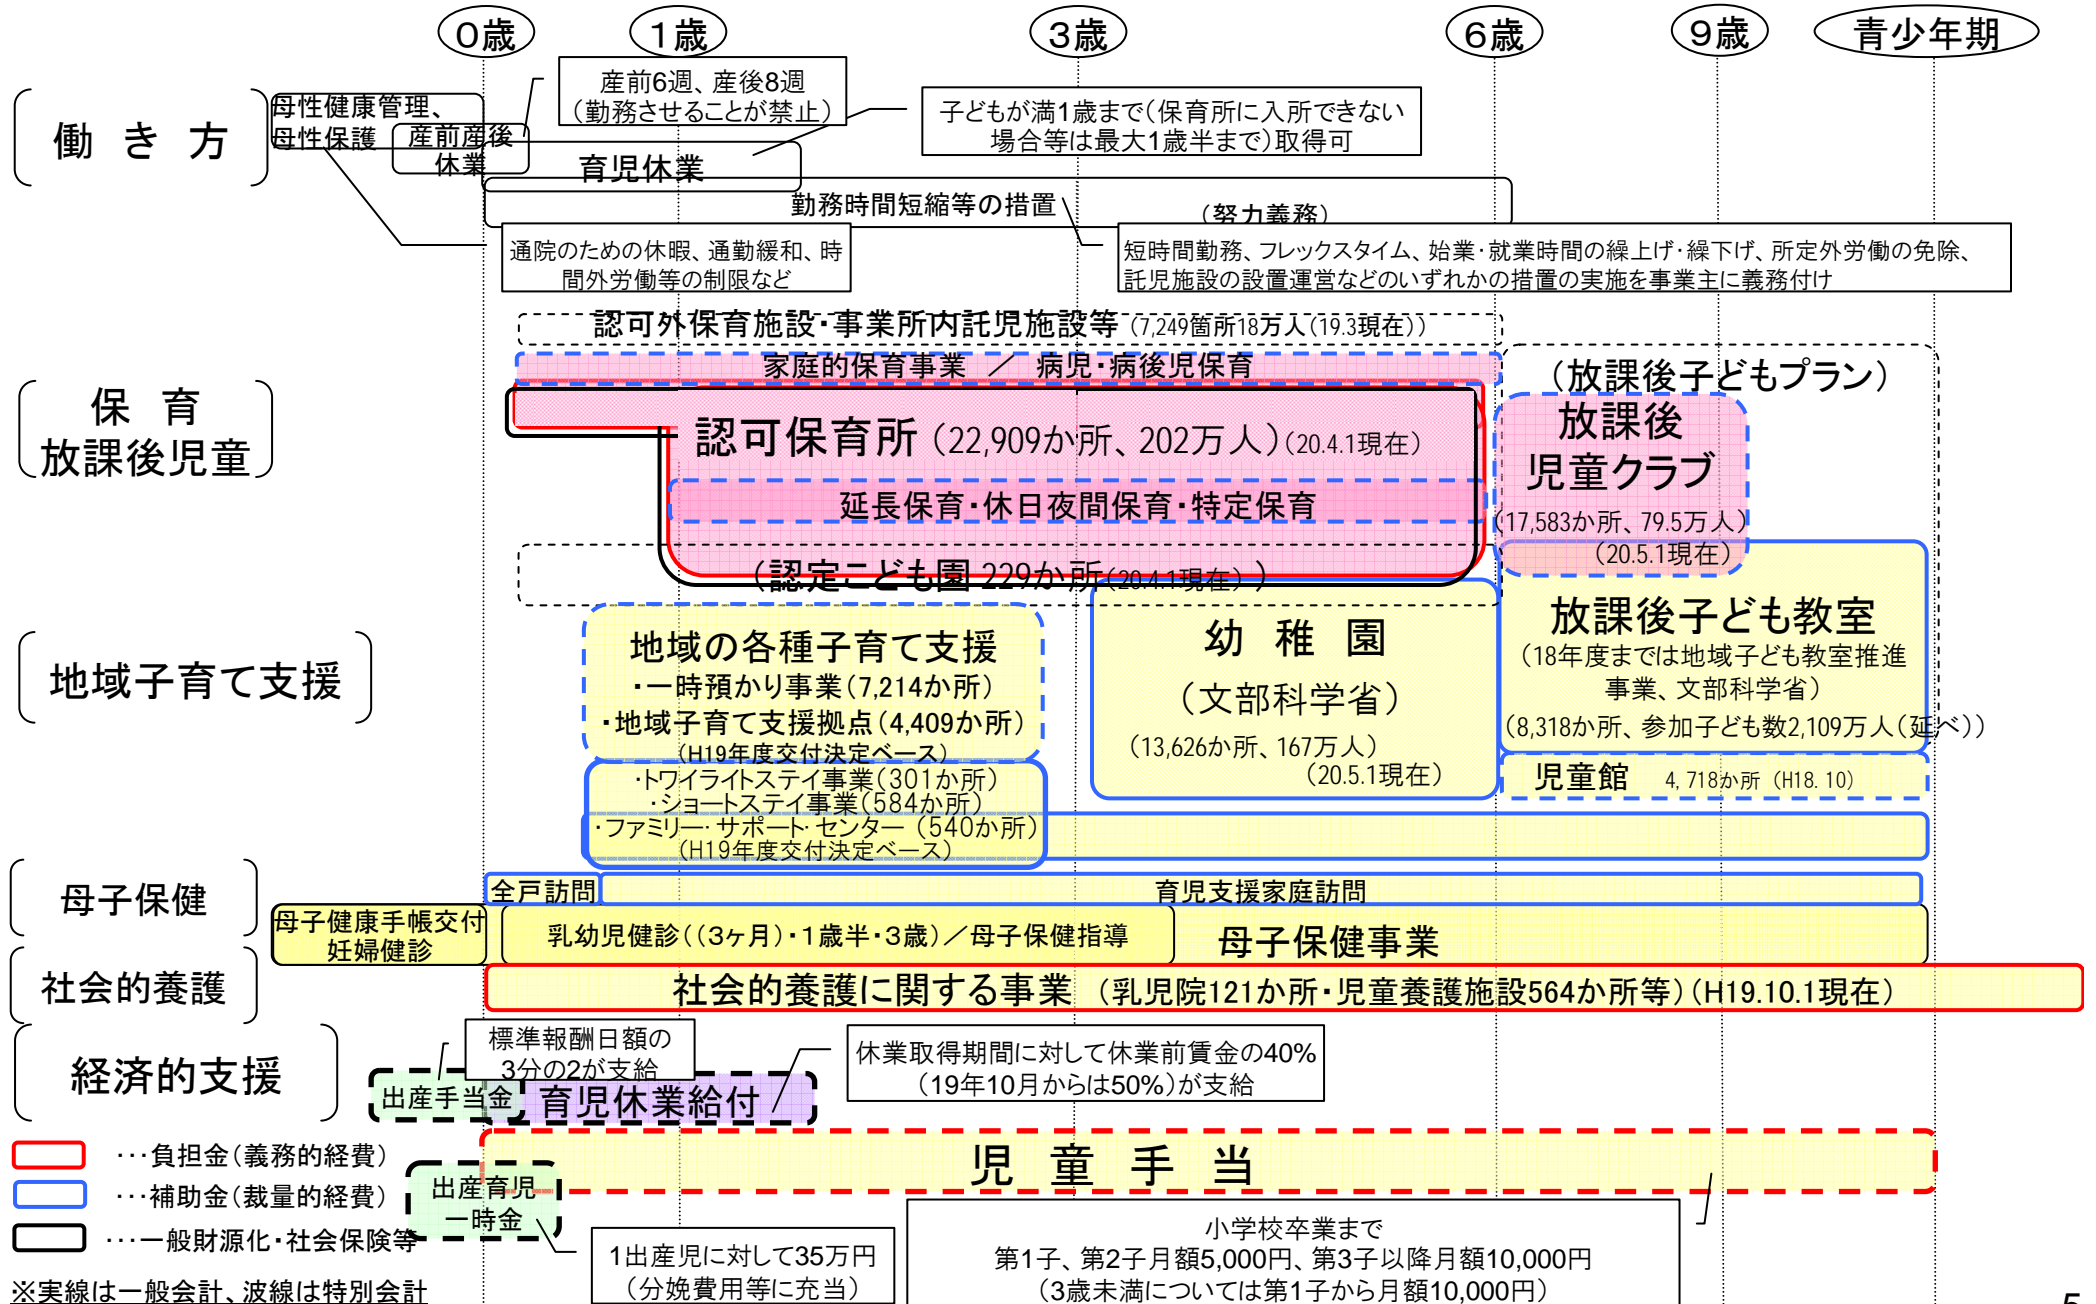 0歳
1歳
3歳
6歳
9歳
青少年期
働き方
母性健康管理、
母性保護
産前産後
休業
産前6週、産後8週
（勤務させることが禁止）
育児休業
子どもが満1歳まで（保育所に入所できない
場合等は最大1歳半まで）取得可
勤務時間短縮等の措置
（努力義務）
通院のための休暇、通勤緩和、時
間外労働等の制限など
短時間勤務、フレックスタイム、始業・就業時間の繰上げ・繰下げ、所定外労働の免除、
託児施設の設置運営などのいずれかの措置の実施を事業主に義務付け
保育
放課後児童
認可外保育施設・事業所内託児施設等（7,249箇所18万人（19.3現在））
家庭的保育事業 ／ 病児・病後児保育
認可保育所（22,909か所、202万人）（20.4.1現在）
延長保育・休日夜間保育・特定保育
（認定こども園 229か所（20.4.1現在））
（放課後子どもプラン）
放課後
児童クラブ
（17,583か所、79.5万人）
（20.5.1現在）
地域子育て支援
地域の各種子育て支援
・一時預かり事業（7,214か所）
・地域子育て支援拠点（4,409か所）
（H19年度交付決定ベース）
・トワイライトステイ事業（301か所）
・ショートステイ事業（584か所）
・ファミリー・サポート・センター（540か所）
（H19年度交付決定ベース）
幼稚園
（文部科学省）
（13,626か所、167万人）
（20.5.1現在）
放課後子ども教室
（18年度までは地域子ども教室推進
事業、文部科学省）
（8,318か所、参加子ども数2,109万人（延べ））
児童館 4,718か所（H18.10）
母子保健
全戸訪問
育児支援家庭訪問
母子健康手帳交付
妊婦健診
乳幼児健診（（3ヶ月）・1歳半・3歳）／母子保健指導
母子保健事業
社会的養護
社会的養護に関する事業 （乳児院121か所・児童養護施設564か所等）（H19.10.1現在）
経済的支援
標準報酬日額の
3分の2が支給
出産手当金
育児休業給付
休業取得期間に対して休業前賃金の40%
（19年10月からは50%）が支給
児童手当
出産育児
一時金
1出産児に対して35万円
（分娩費用等に充当）
小学校卒業まで
第1子、第2子月額5,000円、第3子以降月額10,000円
（3歳未満については第1子から月額10,000円）
…負担金（義務的経費）
…補助金（裁量的経費）
…一般財源化・社会保険等
※実線は一般会計、波線は特別会計
5